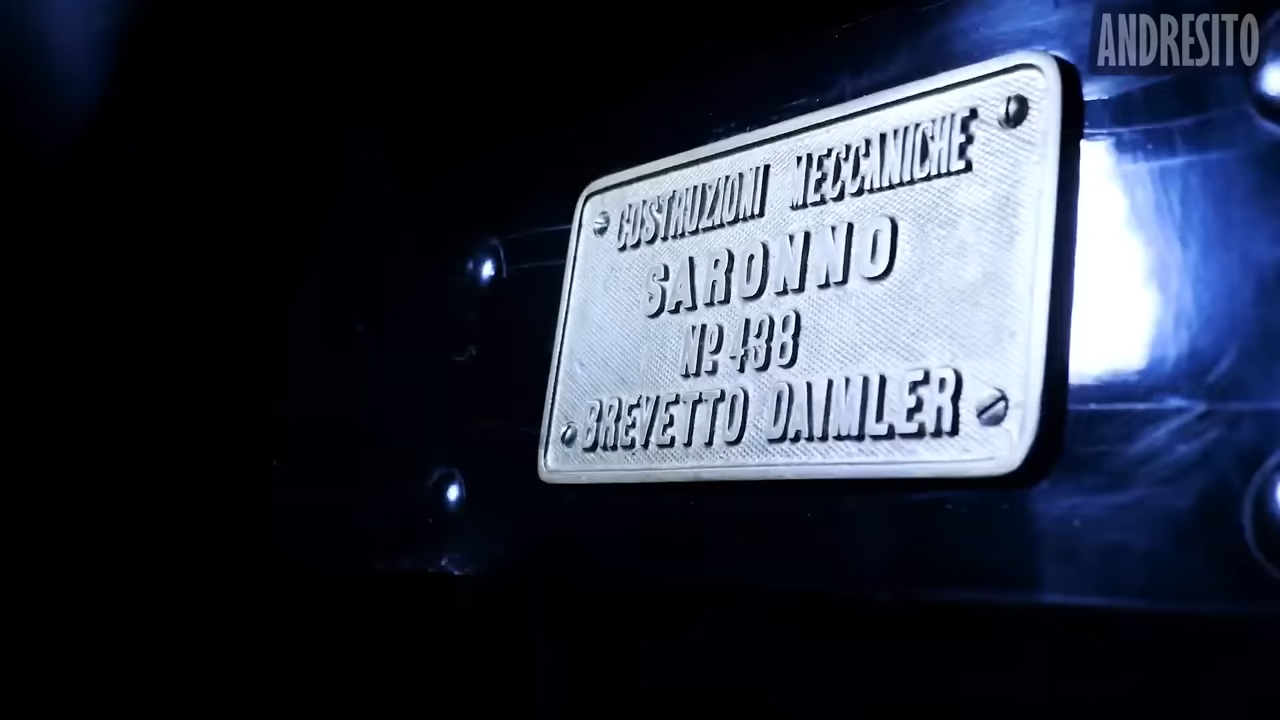 ANDRESITO
COSTRUZIONI MECCANICHE
SARONNO
Nº 438
BREVETTO DAIMLER